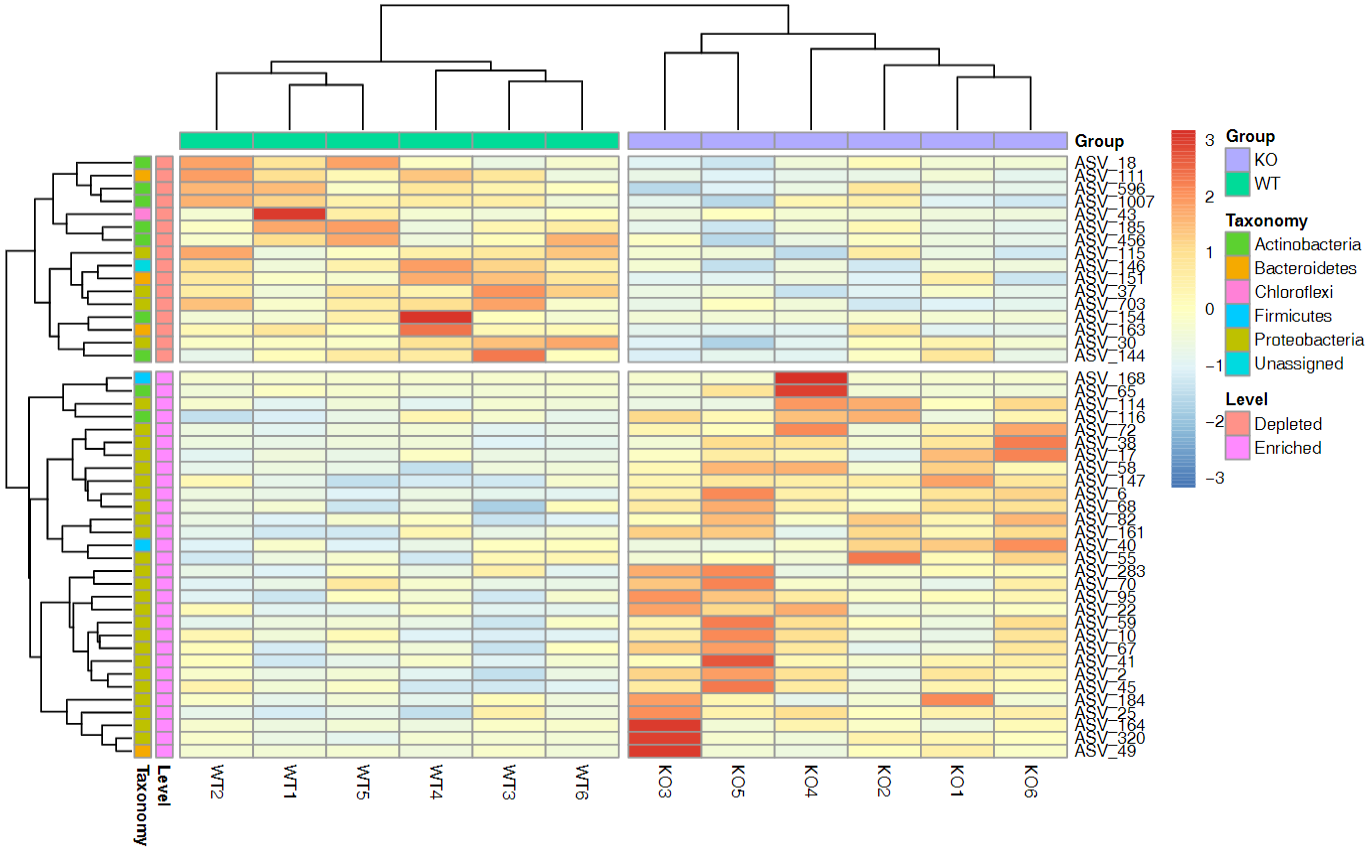 Group
ASV_18
ASV_111
ASV_596
ASV_1007
ASV_43
ASV_185
ASV_456
ASV_115
ASV_146
ASV_151
ASV_37
ASV_703
ASV_154
ASV_163
ASV_30
ASV_144
ASV_168
ASV_65
ASV_114
ASV_116
ASV_72
ASV_38
ASV_17
ASV_58
ASV_147
ASV_6
ASV_68
ASV_82
ASV_161
ASV_40
ASV_55
ASV_283
ASV_70
ASV_95
ASV_22
ASV_59
ASV_10
ASV_67
ASV_41
ASV_2
ASV_45
ASV_184
ASV_25
ASV_164
ASV_320
ASV_49
Taxonomy
Level
WT2
WT1
WT5
WT4
WT3
WT6
KO3
KO5
KO4
KO2
KO1
KO6
3
2
1
0
−1
−2
−3
Group
KO
WT
Taxonomy
Actinobacteria
Bacteroidetes
Chloroflexi
Firmicutes
Proteobacteria
Unassigned
Level
Depleted
Enriched